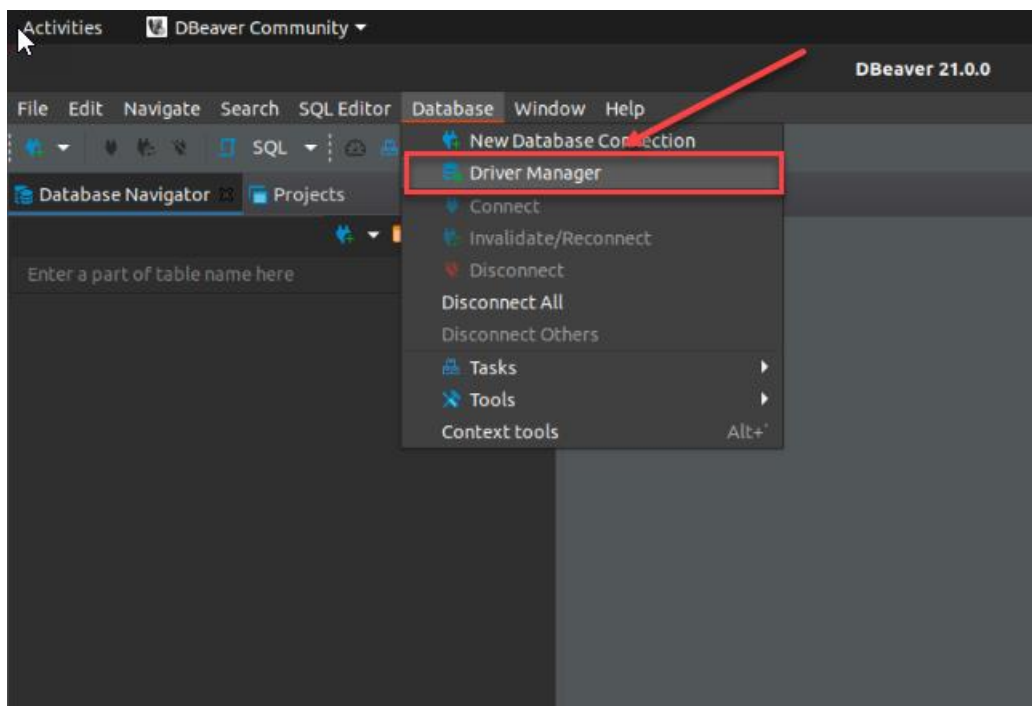 Activities DBeaver Community
DBeaver 21.0.0
File Edit Navigate Search SQL Editor Database Window Help
SQL
New Database Connection
Driver Manager
Database Navigator Projects
Connect
Invalidate/Reconnect
Enter a part of table name here
Disconnect
Disconnect All
Disconnect Others
Tasks
Tools
Context tools Alt+`